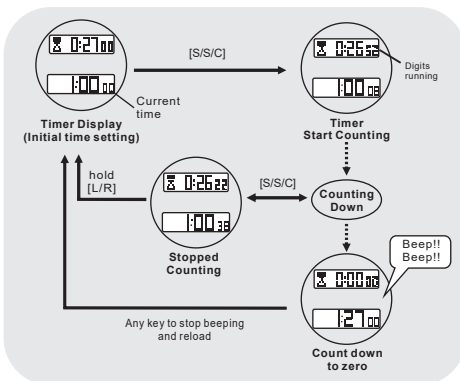 0:27 00
1:00 00
[S/S/C]
0:26 52
1:00 08
Digits
running
Current
time
Timer Display
(Initial time setting)
Timer
Start Counting
hold
[L/R]
0:26 22
1:00 38
[S/S/C]
Counting
Down
Stopped
Counting
Beep!!
Beep!!
0:00 00
1:27 00
Any key to stop beeping
and reload
Count down
to zero